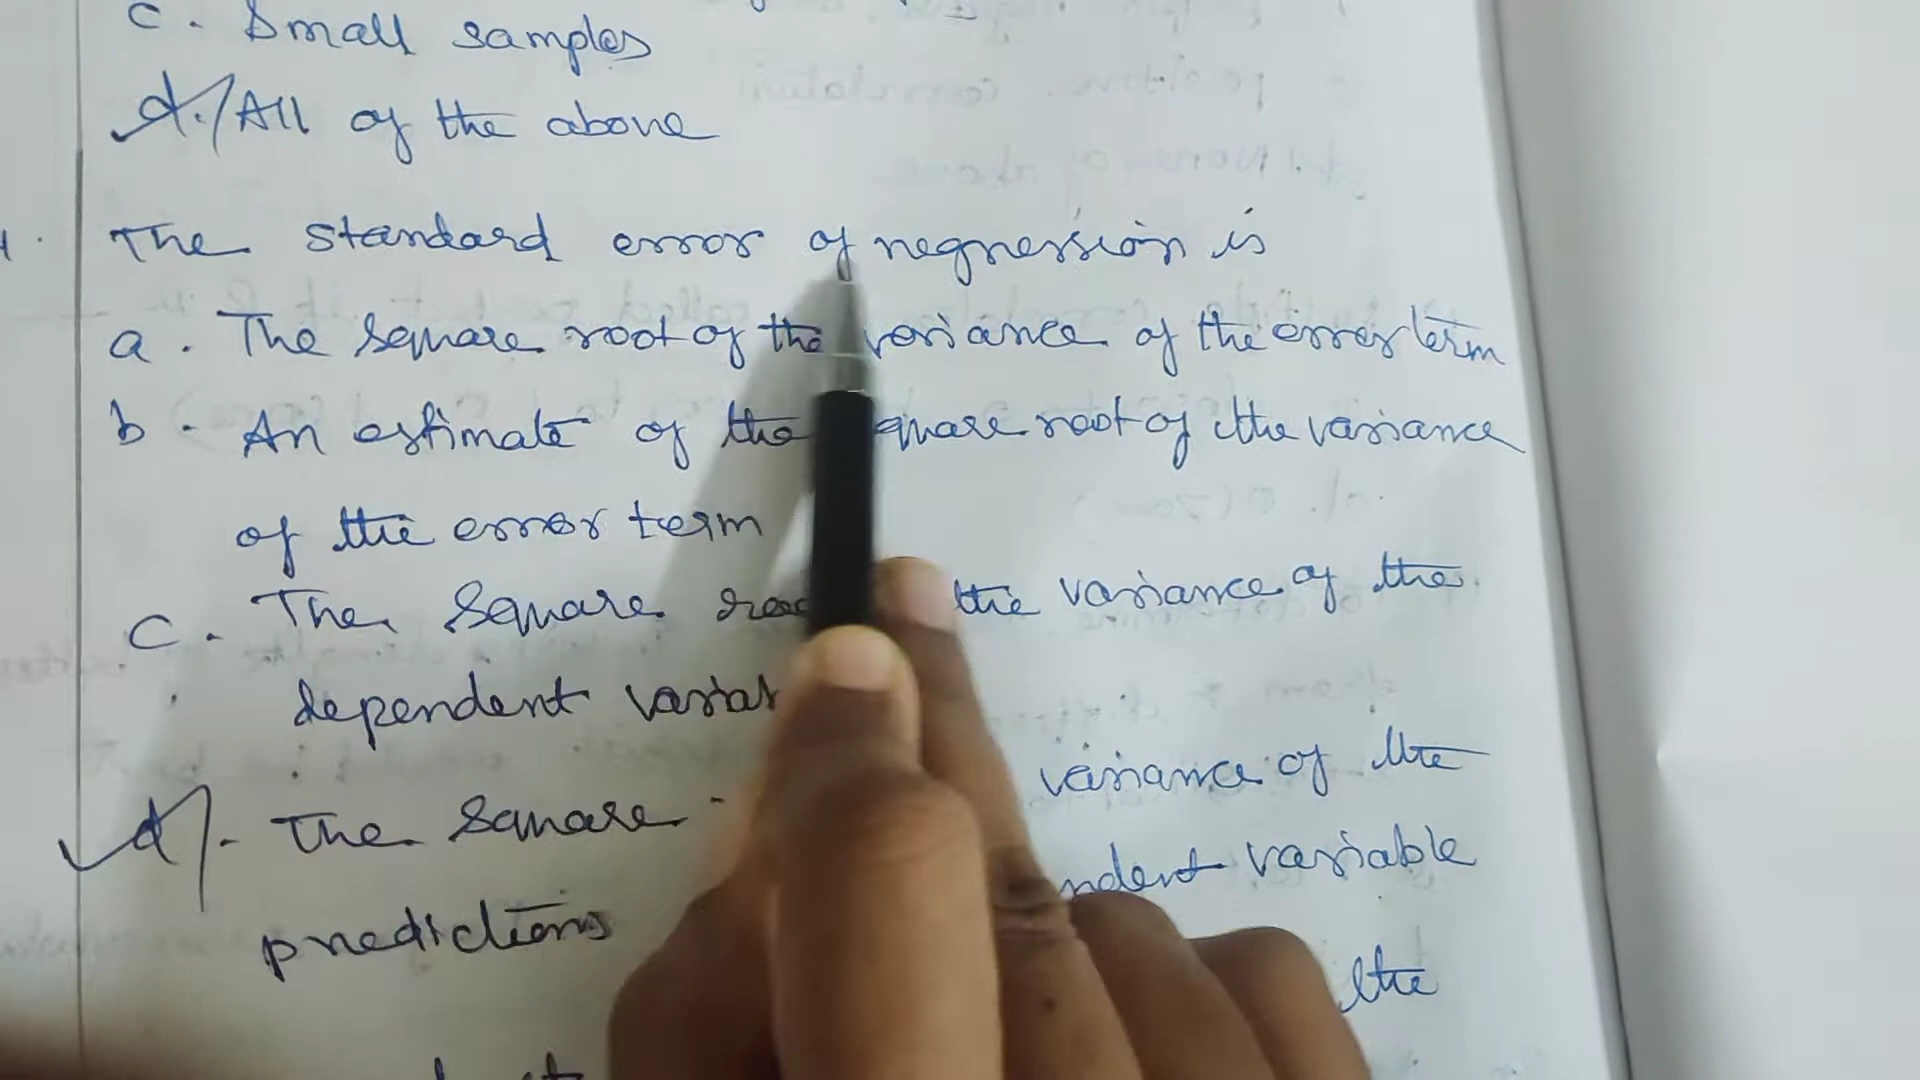 c. Small samples
d. All of the above
The standard error of regression is
a. The square root of the variance of the error term
b. An estimate of the square root of the variance
of the error term
c. The Square the variance of the
dependent
d. The Square variance of the
variable
predictions
the